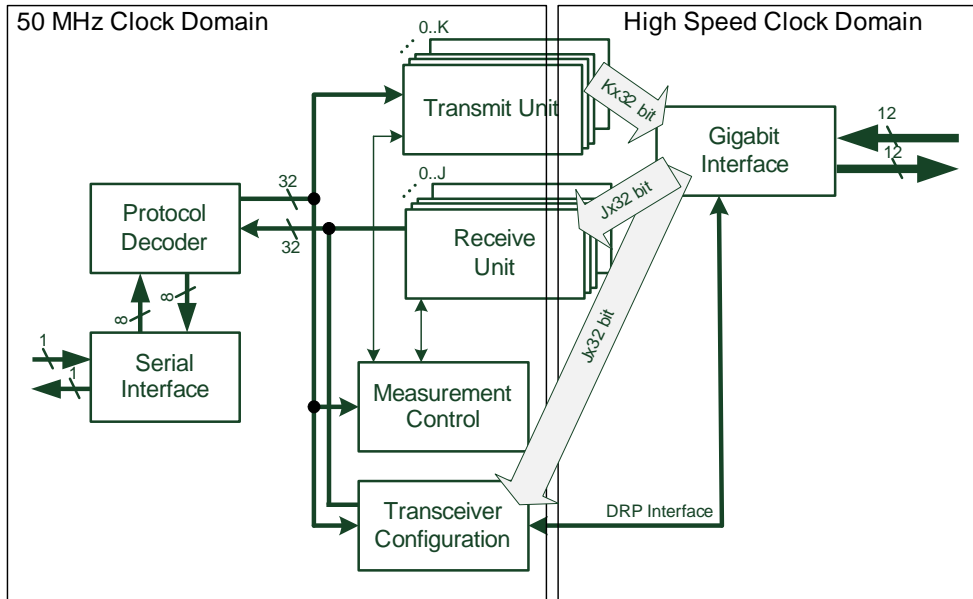 50 MHz Clock Domain
High Speed Clock Domain
0..K
Transmit Unit
Kx32 bit
Gigabit
Interface
12
12
0..J
Jx32 bit
Receive
Unit
32
32
Protocol
Decoder
8
8
Serial
Interface
1
1
Measurement
Control
Jx32 bit
Transceiver
Configuration
DRP Interface